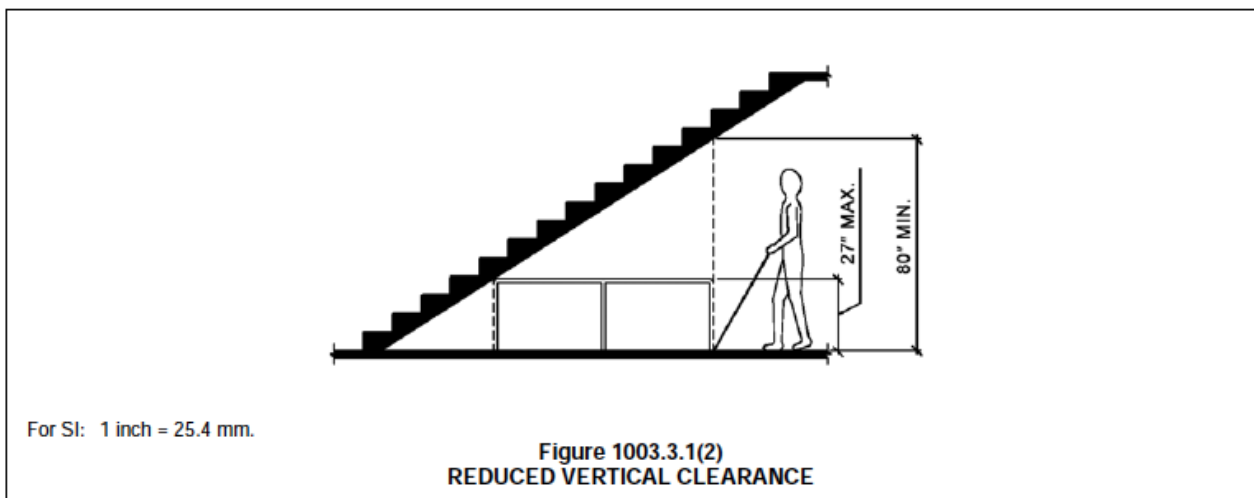 27" MAX.
80" MIN.
For SI: 1 inch = 25.4 mm.
Figure 1003.3.1(2)
REDUCED VERTICAL CLEARANCE